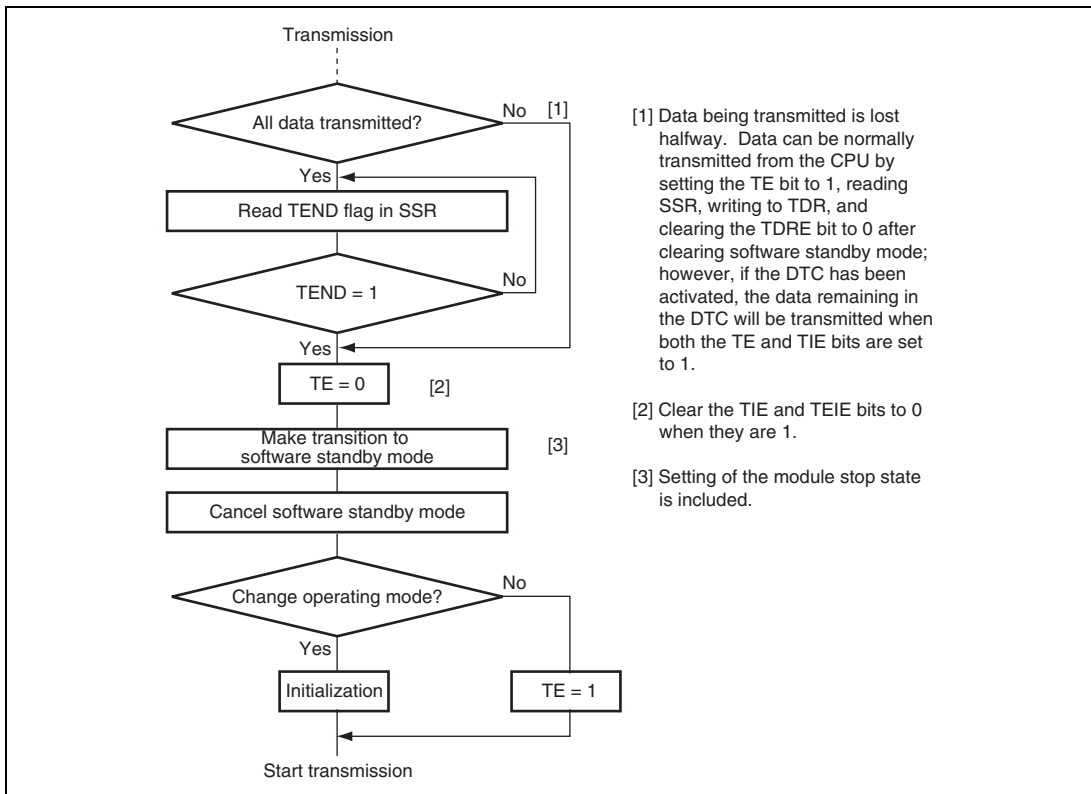 Transmission
All data transmitted?
No [1]
Yes
Read TEND flag in SSR
TEND = 1
No
Yes
TE = 0
[2]
Make transition to
software standby mode
[3]
Cancel software standby mode
Change operating mode?
No
Yes
Initialization
TE = 1
Start transmission
[1] Data being transmitted is lost
halfway. Data can be normally
transmitted from the CPU by
setting the TE bit to 1, reading
SSR, writing to TDR, and
clearing the TDRE bit to 0 after
clearing software standby mode;
however, if the DTC has been
activated, the data remaining in
the DTC will be transmitted when
both the TE and TIE bits are set
to 1.
[2] Clear the TIE and TEIE bits to 0
when they are 1.
[3] Setting of the module stop state
is included.